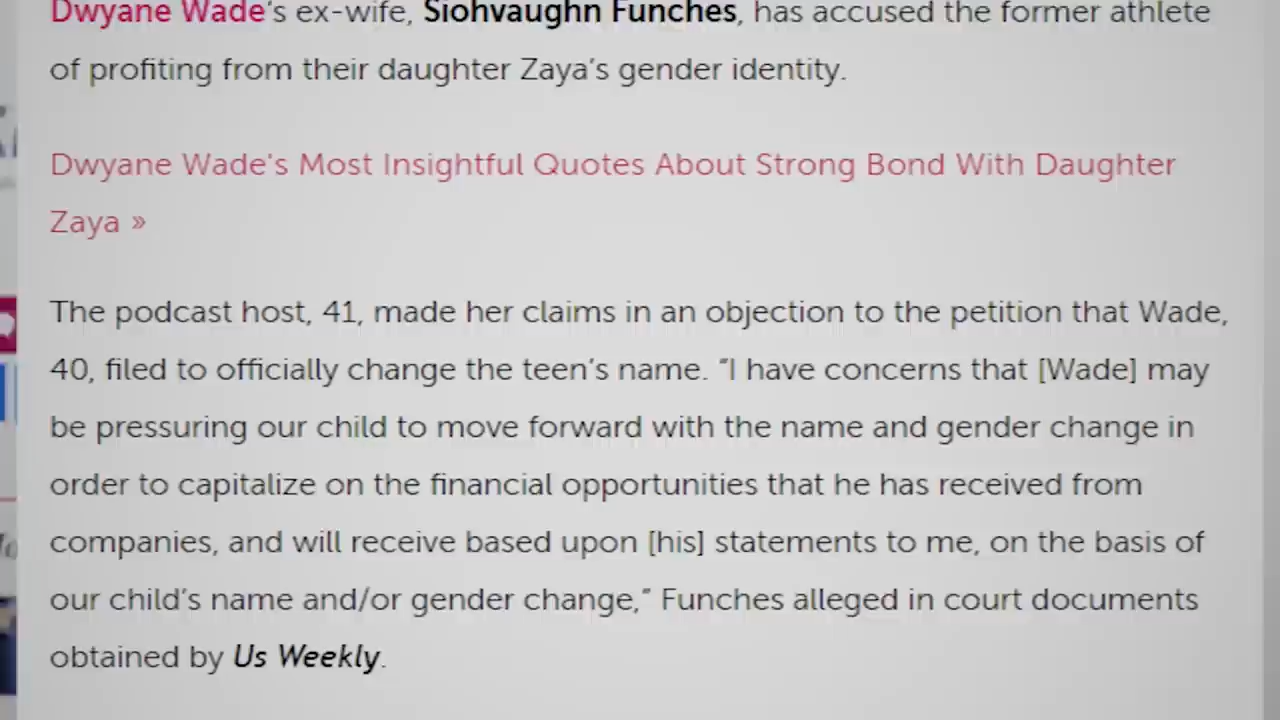 Dwyane Wade's ex-wife, Siohvaughn Funches, has accused the former athlete
of profiting from their daughter Zaya's gender identity.
Dwyane Wade's Most Insightful Quotes About Strong Bond With Daughter
Zaya »
The podcast host, 41, made her claims in an objection to the petition that Wade,
40, filed to officially change the teen's name. “I have concerns that [Wade] may
be pressuring our child to move forward with the name and gender change in
order to capitalize on the financial opportunities that he has received from
companies, and will receive based upon [his] statements to me, on the basis of
our child's name and/or gender change,” Funches alleged in court documents
obtained by Us Weekly.